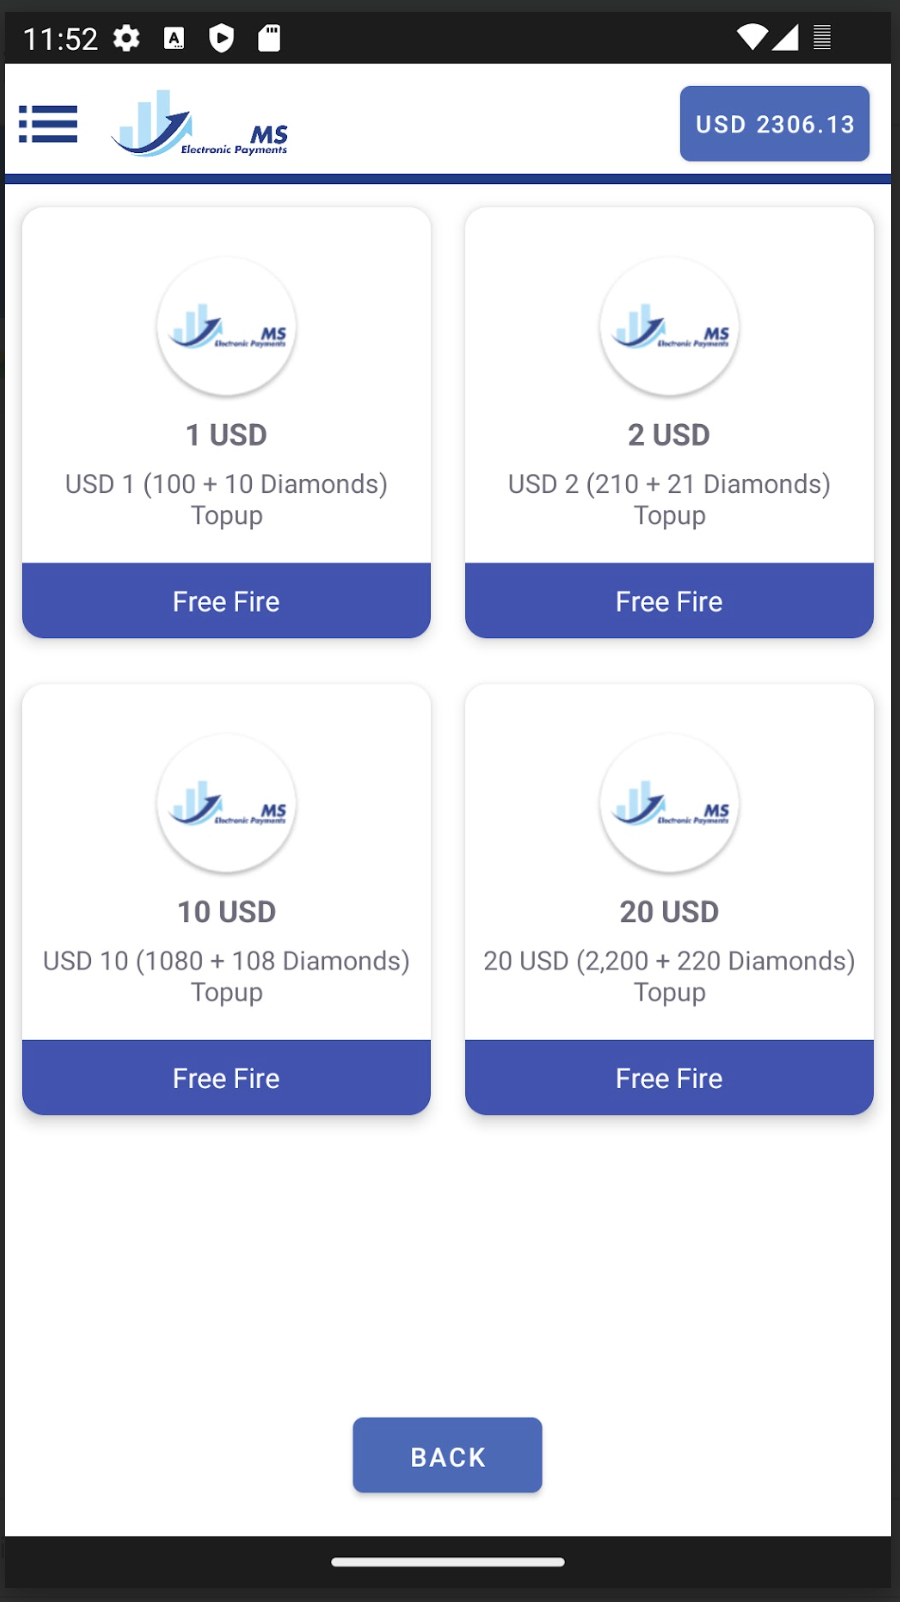 11:52
MS
Electronic Payments
USD 2306.13
MS
Electronic Payments
1 USD
USD 1 (100 + 10 Diamonds)
Topup
Free Fire
MS
Electronic Payments
2 USD
USD 2 (210 + 21 Diamonds)
Topup
Free Fire
MS
Electronic Payments
10 USD
USD 10 (1080 + 108 Diamonds)
Topup
Free Fire
MS
Electronic Payments
20 USD
20 USD (2,200 + 220 Diamonds)
Topup
Free Fire
BACK